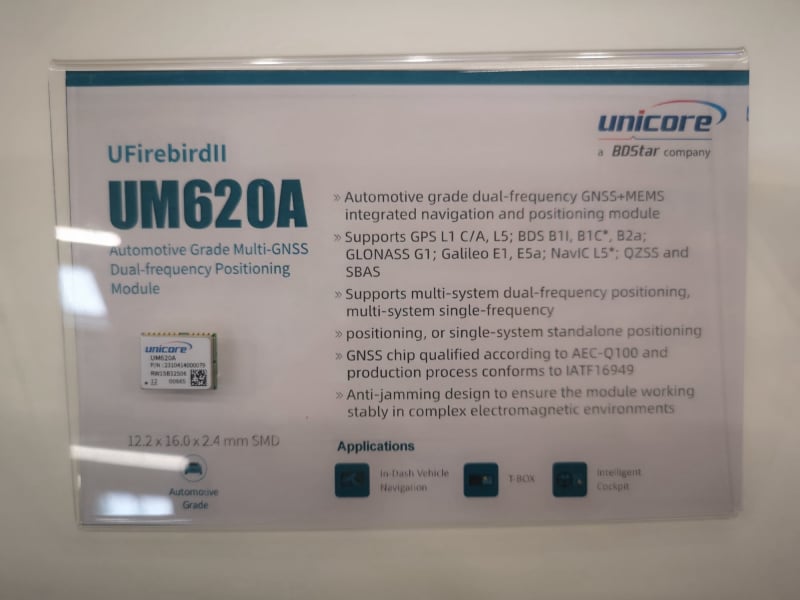 unicore
a BDStar company
UFirebirdII
UM620A
Automotive Grade Multi-GNSS
Dual-frequency Positioning
Module
» Automotive grade dual-frequency GNSS+MEMS
integrated navigation and positioning module
» Supports GPS L1 C/A, L5; BDS B1I, B1C*, B2a;
GLONASS G1; Galileo E1, E5a; NavIC L5*; QZSS and
SBAS
» Supports multi-system dual-frequency positioning,
multi-system single-frequency
» positioning, or single-system standalone positioning
» GNSS chip qualified according to AEC-Q100 and
production process conforms to IATF16949
» Anti-jamming design to ensure the module working
stably in complex electromagnetic environments
unicore
UM620A
P/N
12.2 x 16.0 x 2.4 mm SMD
Automotive
Grade
Applications
In-Dash Vehicle
Navigation
T-BOX
Intelligent
Cockpit